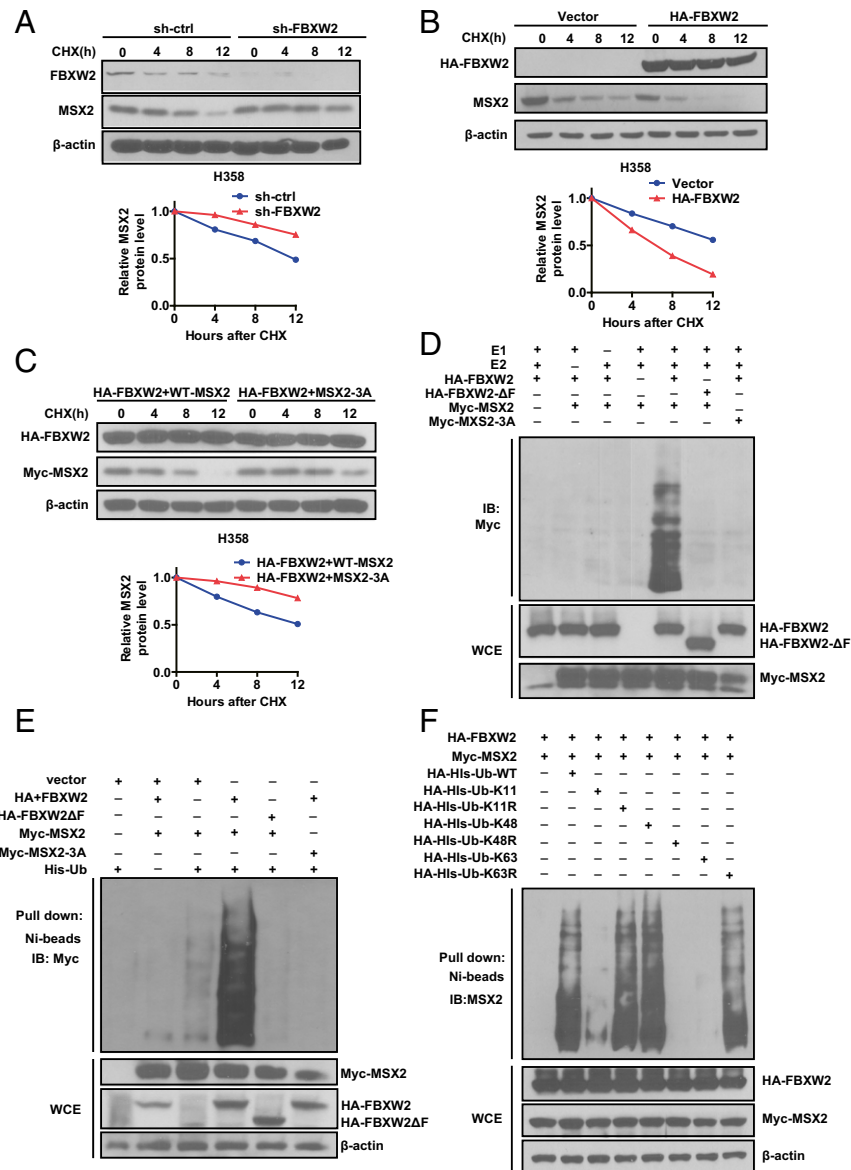 A
sh-ctrl sh-FBXW2
CHX(h) 0 4 8 12 0 4 8 12
FBXW2
MSX2
β-actin
H358
sh-ctrl
sh-FBXW2
Relative MSX2
protein level
1.0
0.5
0.0
0 4 8 12
Hours after CHX
B
Vector HA-FBXW2
CHX(h) 0 4 8 12 0 4 8 12
HA-FBXW2
MSX2
β-actin
H358
Vector
HA-FBXW2
Relative MSX2
protein level
1.0
0.5
0.0
0 4 8 12
Hours after CHX
C
HA-FBXW2+WT-MSX2 HA-FBXW2+MSX2-3A
CHX(h) 0 4 8 12 0 4 8 12
HA-FBXW2
Myc-MSX2
β-actin
H358
HA-FBXW2+WT-MSX2
HA-FBXW2+MSX2-3A
Relative MSX2
protein level
1.0
0.5
0.0
0 4 8 12
Hours after CHX
D
E1 + + – + + + +
E2 + – + + + + +
HA-FBXW2 + + + – + – +
HA-FBXW2-ΔF – – – – – + –
Myc-MSX2 – + + + + + –
Myc-MXS2-3A – – – – – – +
IB:
Myc
WCE
HA-FBXW2
HA-FBXW2-ΔF
Myc-MSX2
E
vector + + + – – –
HA+FBXW2 – + – + – +
HA-FBXW2ΔF – – – – + –
Myc-MSX2 – + + + + –
Myc-MSX2-3A – – – – – +
His-Ub + – + + + +
Pull down:
Ni-beads
IB: Myc
WCE
Myc-MSX2
HA-FBXW2
HA-FBXW2ΔF
β-actin
F
HA-FBXW2 + + + + + + + +
Myc-MSX2 + + + + + + + +
HA-HIs-Ub-WT – + – – – – – –
HA-HIs-Ub-K11 – – + – – – – –
HA-HIs-Ub-K11R – – – + – – – –
HA-HIs-Ub-K48 – – – – + – – –
HA-HIs-Ub-K48R – – – – – + – –
HA-HIs-Ub-K63 – – – – – – + –
HA-HIs-Ub-K63R – – – – – – – +
Pull down:
Ni-beads
IB:MSX2
WCE
HA-FBXW2
Myc-MSX2
β-actin